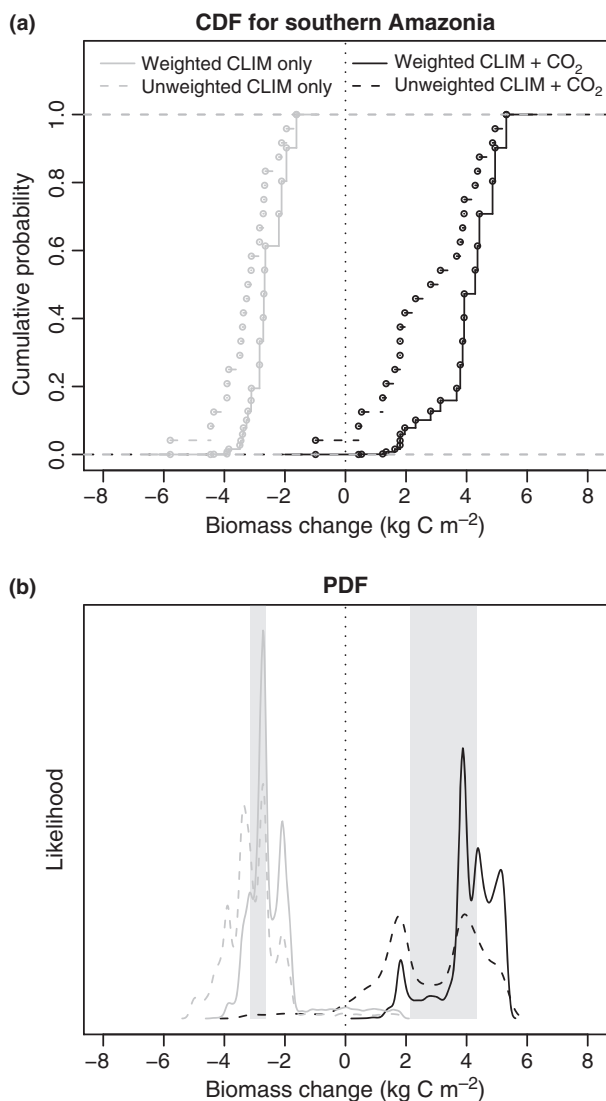 (a)
CDF for southern Amazonia
Weighted CLIM only
Unweighted CLIM only
Weighted CLIM + CO₂
Unweighted CLIM + CO₂
Cumulative probability
1.0
0.8
0.6
0.4
0.2
0.0
−8 −6 −4 −2 0 2 4 6 8
Biomass change (kg C m⁻²)
(b)
PDF
Likelihood
−8 −6 −4 −2 0 2 4 6 8
Biomass change (kg C m⁻²)